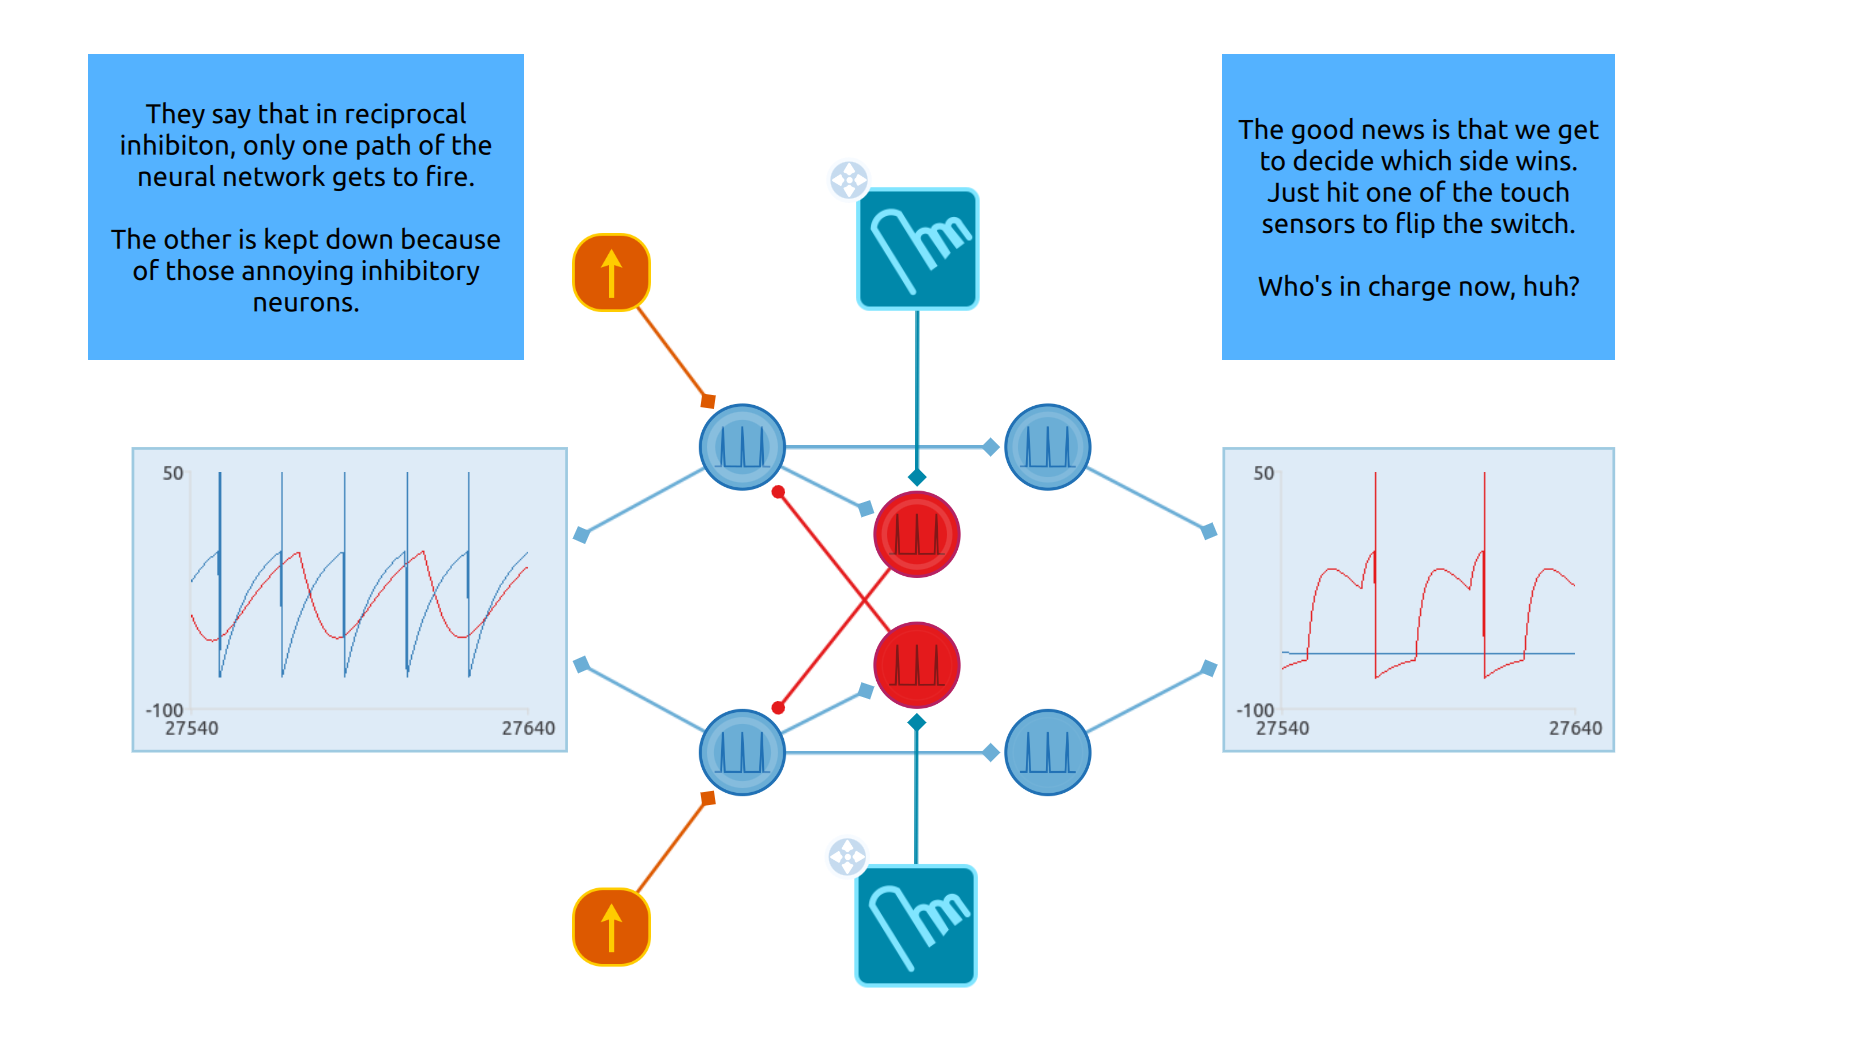 They say that in reciprocal
inhibiton, only one path of the
neural network gets to fire.
The other is kept down because
of those annoying inhibitory
neurons.
The good news is that we get
to decide which side wins.
Just hit one of the touch
sensors to flip the switch.
Who's in charge now, huh?
50
-100
27540 27640
50
-100
27540 27640